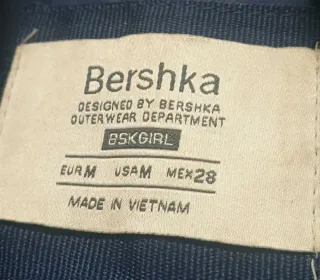 Bershka
DESIGNED BY BERSHKA
OUTERWEAR DEPARTMENT
BSKGIRL
EUR M USA M MEX 28
MADE IN VIETNAM